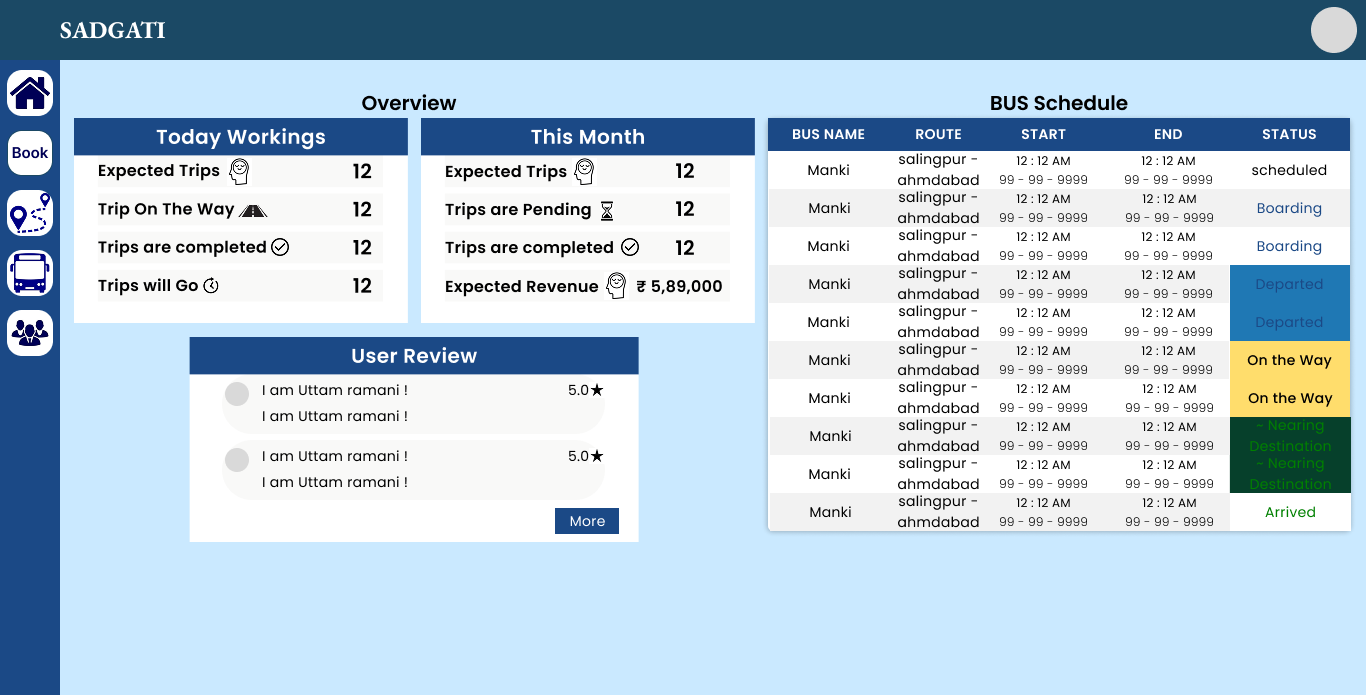 SADGATI
Book
Overview
Today Workings
Expected Trips 12
Trip On The Way 12
Trips are completed 12
Trips will Go 12
This Month
Expected Trips 12
Trips are Pending 12
Trips are completed 12
Expected Revenue ₹ 5,89,000
User Review
I am Uttam ramani ! 5.0★
I am Uttam ramani !
I am Uttam ramani ! 5.0★
I am Uttam ramani !
More
BUS Schedule
BUS NAME ROUTE START END STATUS
Manki salingpur - ahmdabad 12 : 12 AM 99 - 99 - 9999 12 : 12 AM 99 - 99 - 9999 scheduled
Manki salingpur - ahmdabad 12 : 12 AM 99 - 99 - 9999 12 : 12 AM 99 - 99 - 9999 Boarding
Manki salingpur - ahmdabad 12 : 12 AM 99 - 99 - 9999 12 : 12 AM 99 - 99 - 9999 Boarding
Manki salingpur - ahmdabad 12 : 12 AM 99 - 99 - 9999 12 : 12 AM 99 - 99 - 9999 Departed
Manki salingpur - ahmdabad 12 : 12 AM 99 - 99 - 9999 12 : 12 AM 99 - 99 - 9999 Departed
Manki salingpur - ahmdabad 12 : 12 AM 99 - 99 - 9999 12 : 12 AM 99 - 99 - 9999 On the Way
Manki salingpur - ahmdabad 12 : 12 AM 99 - 99 - 9999 12 : 12 AM 99 - 99 - 9999 On the Way
Manki salingpur - ahmdabad 12 : 12 AM 99 - 99 - 9999 12 : 12 AM 99 - 99 - 9999 ~ Nearing Destination
Manki salingpur - ahmdabad 12 : 12 AM 99 - 99 - 9999 12 : 12 AM 99 - 99 - 9999 ~ Nearing Destination
Manki salingpur - ahmdabad 12 : 12 AM 99 - 99 - 9999 12 : 12 AM 99 - 99 - 9999 Arrived